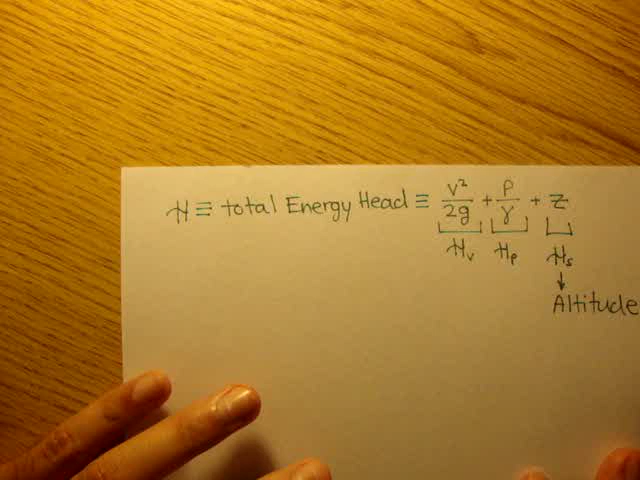 H ≡ total Energy Head ≡ V²/2g + P/γ + z
Hv Hp Hs
↓
Altitude